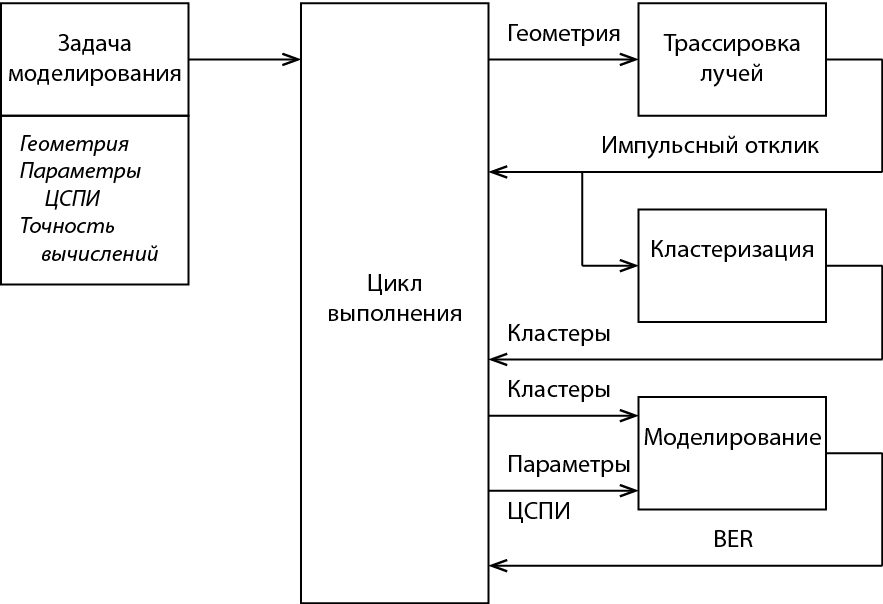 Задача
моделирования
Геометрия
Параметры
ЦСПИ
Точность
вычислений
Цикл
выполнения
Геометрия
Трассировка
лучей
Импульсный отклик
Кластеризация
Кластеры
Кластеры
Моделирование
Параметры
ЦСПИ
BER